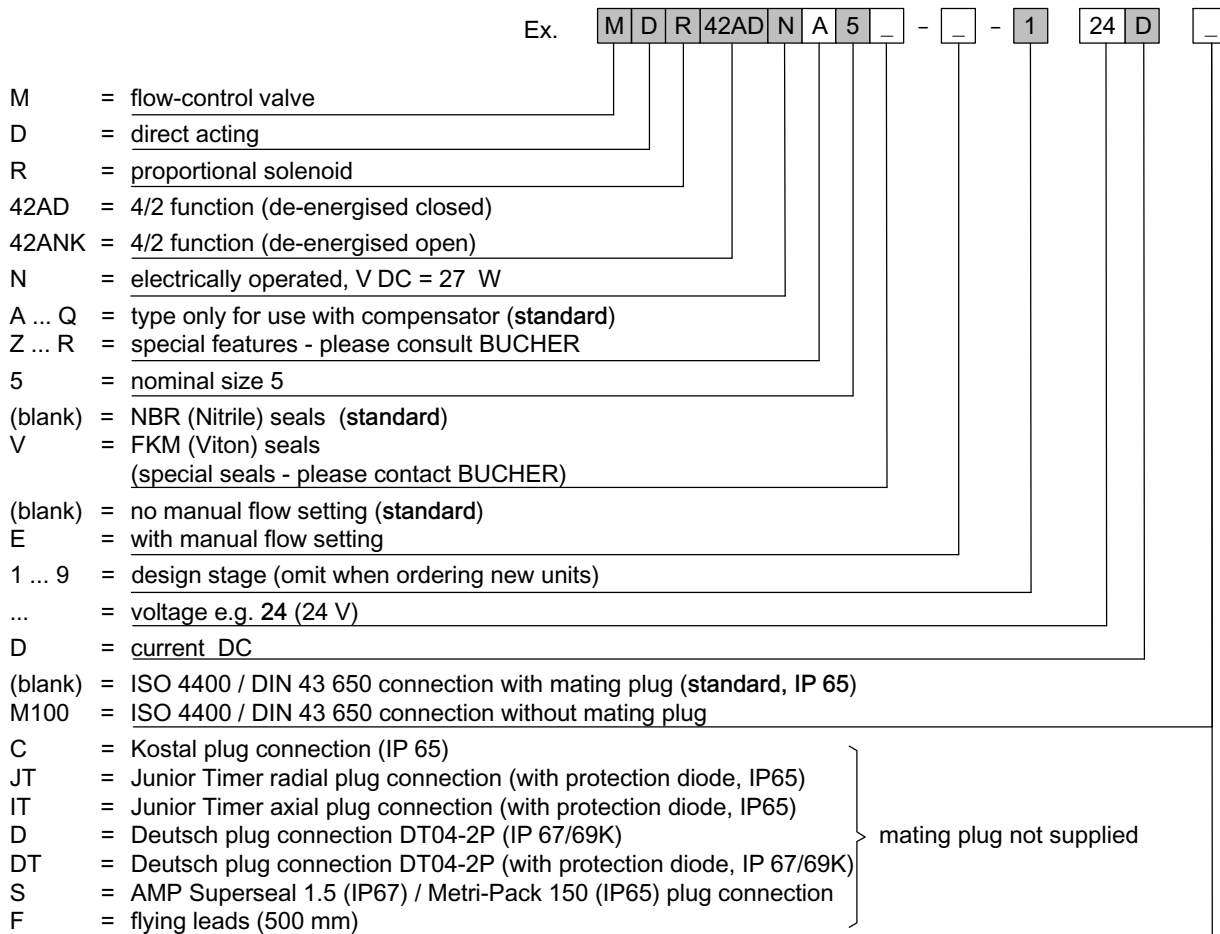 Ex. M D R 42AD N A 5 _ - _ - 1 24 D _
M = flow-control valve
D = direct acting
R = proportional solenoid
42AD = 4/2 function (de-energised closed)
42ANK = 4/2 function (de-energised open)
N = electrically operated, V DC = 27 W
A ... Q = type only for use with compensator (standard)
Z ... R = special features - please consult BUCHER
5 = nominal size 5
(blank) = NBR (Nitrile) seals (standard)
V = FKM (Viton) seals
(special seals - please contact BUCHER)
(blank) = no manual flow setting (standard)
E = with manual flow setting
1 ... 9 = design stage (omit when ordering new units)
... = voltage e.g. 24 (24 V)
D = current DC
(blank) = ISO 4400 / DIN 43 650 connection with mating plug (standard, IP 65)
M100 = ISO 4400 / DIN 43 650 connection without mating plug
C = Kostal plug connection (IP 65)
JT = Junior Timer radial plug connection (with protection diode, IP65)
IT = Junior Timer axial plug connection (with protection diode, IP65)
D = Deutsch plug connection DT04-2P (IP 67/69K) mating plug not supplied
DT = Deutsch plug connection DT04-2P (with protection diode, IP 67/69K)
S = AMP Superseal 1.5 (IP67) / Metri-Pack 150 (IP65) plug connection
F = flying leads (500 mm)